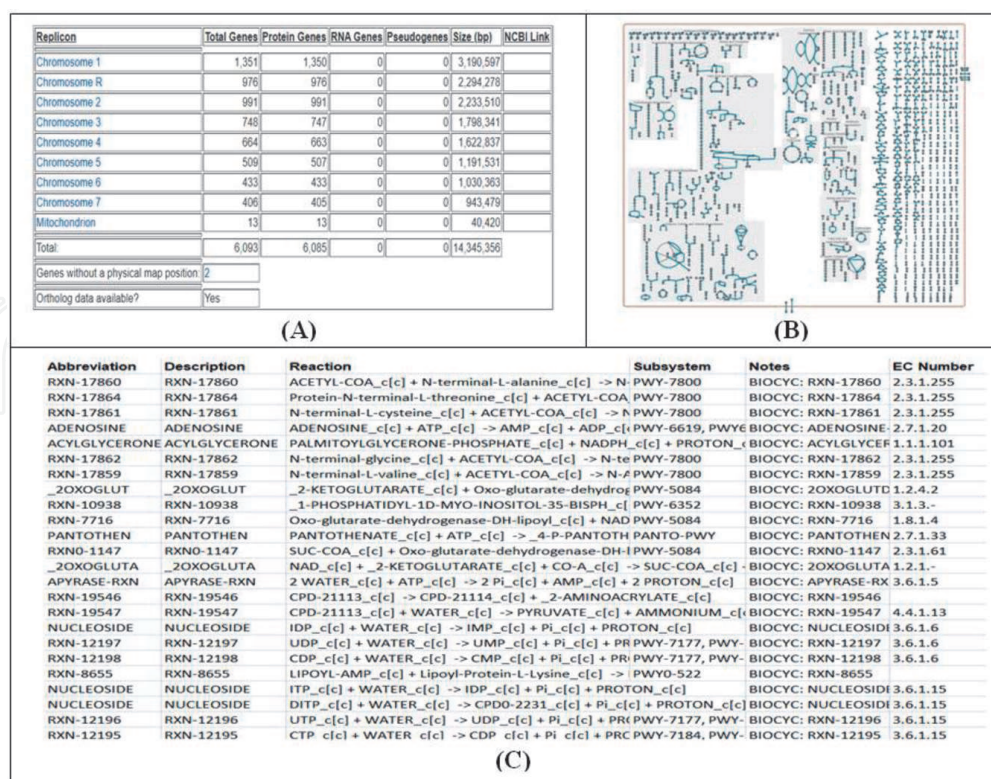 Replicon Total Genes Protein Genes RNA Genes Pseudogenes Size (bp) NCBI Link
Chromosome 1 1,351 1,350 0 0 3,190,597
Chromosome R 976 976 0 0 2,294,278
Chromosome 2 991 991 0 0 2,233,510
Chromosome 3 748 747 0 0 1,798,341
Chromosome 4 664 663 0 0 1,622,837
Chromosome 5 509 507 0 0 1,191,531
Chromosome 6 433 433 0 0 1,030,363
Chromosome 7 406 405 0 0 943,479
Mitochondrion 13 13 0 0 40,420
Total: 6,093 6,085 0 0 14,345,356
Genes without a physical map position: 2
Ortholog data available? Yes
(A)
(B)
Abbreviation Description Reaction Subsystem Notes EC Number
RXN-17860 RXN-17860 ACETYL-COA_c[c] + N-terminal-L-alanine_c[c] -> N- PWY-7800 BIOCYC: RXN-17860 2.3.1.255
RXN-17864 RXN-17864 Protein-N-terminal-L-threonine_c[c] + ACETYL-COA_ PWY-7800 BIOCYC: RXN-17864 2.3.1.255
RXN-17861 RXN-17861 N-terminal-L-cysteine_c[c] + ACETYL-COA_c[c] -> N PWY-7800 BIOCYC: RXN-17861 2.3.1.255
ADENOSINE ADENOSINE ADENOSINE_c[c] + ATP_c[c] -> AMP_c[c] + ADP_c[c PWY-6619, PWY6 BIOCYC: ADENOSINE- 2.7.1.20
ACYLGLYCERONE ACYLGLYCERONE PALMITOYLGLYCERONE-PHOSPHATE_c[c] + NADPH_c[c] + PROTON_c BIOCYC: ACYLGLYCER 1.1.1.101
RXN-17862 RXN-17862 N-terminal-glycine_c[c] + ACETYL-COA_c[c] -> N-te PWY-7800 BIOCYC: RXN-17862 2.3.1.255
RXN-17859 RXN-17859 N-terminal-L-valine_c[c] + ACETYL-COA_c[c] -> N-A PWY-7800 BIOCYC: RXN-17859 2.3.1.255
_2OXOGLUT _2OXOGLUT _2-KETOGLUTARATE_c[c] + Oxo-glutarate-dehydrog PWY-5084 BIOCYC: 2OXOGLUTD 1.2.4.2
RXN-10938 RXN-10938 _1-PHOSPHATIDYL-1D-MYO-INOSITOL-35-BISPH_c[ PWY-6352 BIOCYC: RXN-10938 3.1.3.-
RXN-7716 RXN-7716 Oxo-glutarate-dehydrogenase-DH-lipoyl_c[c] + NAD PWY-5084 BIOCYC: RXN-7716 1.8.1.4
PANTOTHEN PANTOTHEN PANTOTHENATE_c[c] + ATP_c[c] -> _4-P-PANTOTH PANTO-PWY BIOCYC: PANTOTHEN 2.7.1.33
RXN0-1147 RXN0-1147 SUC-COA_c[c] + Oxo-glutarate-dehydrogenase-DH-l PWY-5084 BIOCYC: RXN0-1147 2.3.1.61
_2OXOGLUTA _2OXOGLUTA NAD_c[c] + _2-KETOGLUTARATE_c[c] + CO-A_c[c] -> SUC-COA_c[c] - BIOCYC: 2OXOGLUTA 1.2.1.-
APYRASE-RXN APYRASE-RXN 2 WATER_c[c] + ATP_c[c] -> 2 Pi_c[c] + AMP_c[c] + 2 PROTON_c[c] BIOCYC: APYRASE-RX 3.6.1.5
RXN-19546 RXN-19546 CPD-21113_c[c] -> CPD-21114_c[c] + _2-AMINOACRYLATE_c[c] BIOCYC: RXN-19546
RXN-19547 RXN-19547 CPD-21113_c[c] + WATER_c[c] -> PYRUVATE_c[c] + AMMONIUM_c[c BIOCYC: RXN-19547 4.4.1.13
NUCLEOSIDE NUCLEOSIDE IDP_c[c] + WATER_c[c] -> IMP_c[c] + Pi_c[c] + PROTON_c[c] BIOCYC: NUCLEOSIDE 3.6.1.6
RXN-12197 RXN-12197 UDP_c[c] + WATER_c[c] -> UMP_c[c] + Pi_c[c] + PR PWY-7177, PWY- BIOCYC: RXN-12197 3.6.1.6
RXN-12198 RXN-12198 CDP_c[c] + WATER_c[c] -> CMP_c[c] + Pi_c[c] + PR PWY-7177, PWY- BIOCYC: RXN-12198 3.6.1.6
RXN-8655 RXN-8655 LIPOYL-AMP_c[c] + Lipoyl-Protein-L-Lysine_c[c] -> PWY0-522 BIOCYC: RXN-8655
NUCLEOSIDE NUCLEOSIDE ITP_c[c] + WATER_c[c] -> IDP_c[c] + Pi_c[c] + PROTON_c[c] BIOCYC: NUCLEOSIDE 3.6.1.15
NUCLEOSIDE NUCLEOSIDE DITP_c[c] + WATER_c[c] -> CPD0-2231_c[c] + Pi_c[c] + PROTON_c[c] BIOCYC: NUCLEOSIDE 3.6.1.15
RXN-12196 RXN-12196 UTP_c[c] + WATER_c[c] -> UDP_c[c] + Pi_c[c] + PR PWY-7177, PWY- BIOCYC: RXN-12196 3.6.1.15
RXN-12195 RXN-12195 CTP_c[c] + WATER_c[c] -> CDP_c[c] + Pi_c[c] + PRC PWY-7184, PWY- BIOCYC: RXN-12195 3.6.1.15
(C)